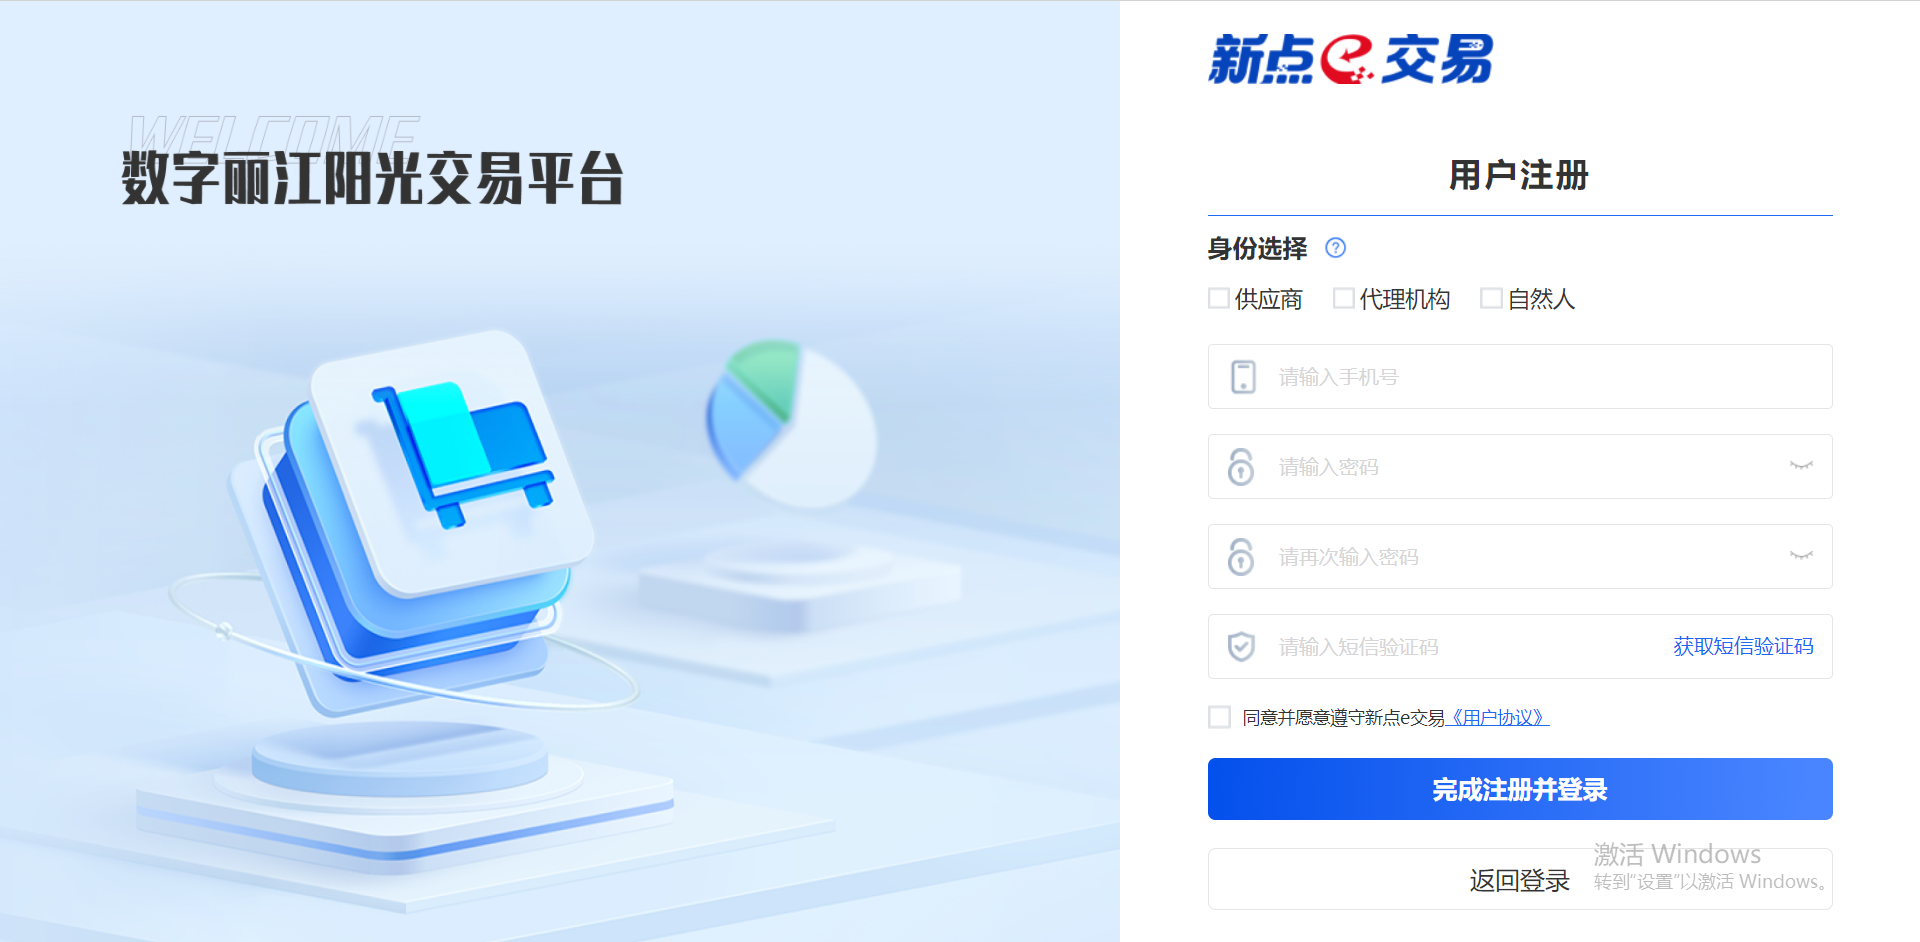 WELCOME
数字丽江阳光交易平台
新点e交易
用户注册
身份选择 ?
供应商 代理机构 自然人
请输入手机号
请输入密码
请再次输入密码
请输入短信验证码 获取短信验证码
同意并愿意遵守新点e交易《用户协议》
完成注册并登录
返回登录
激活 Windows
转到“设置”以激活 Windows。